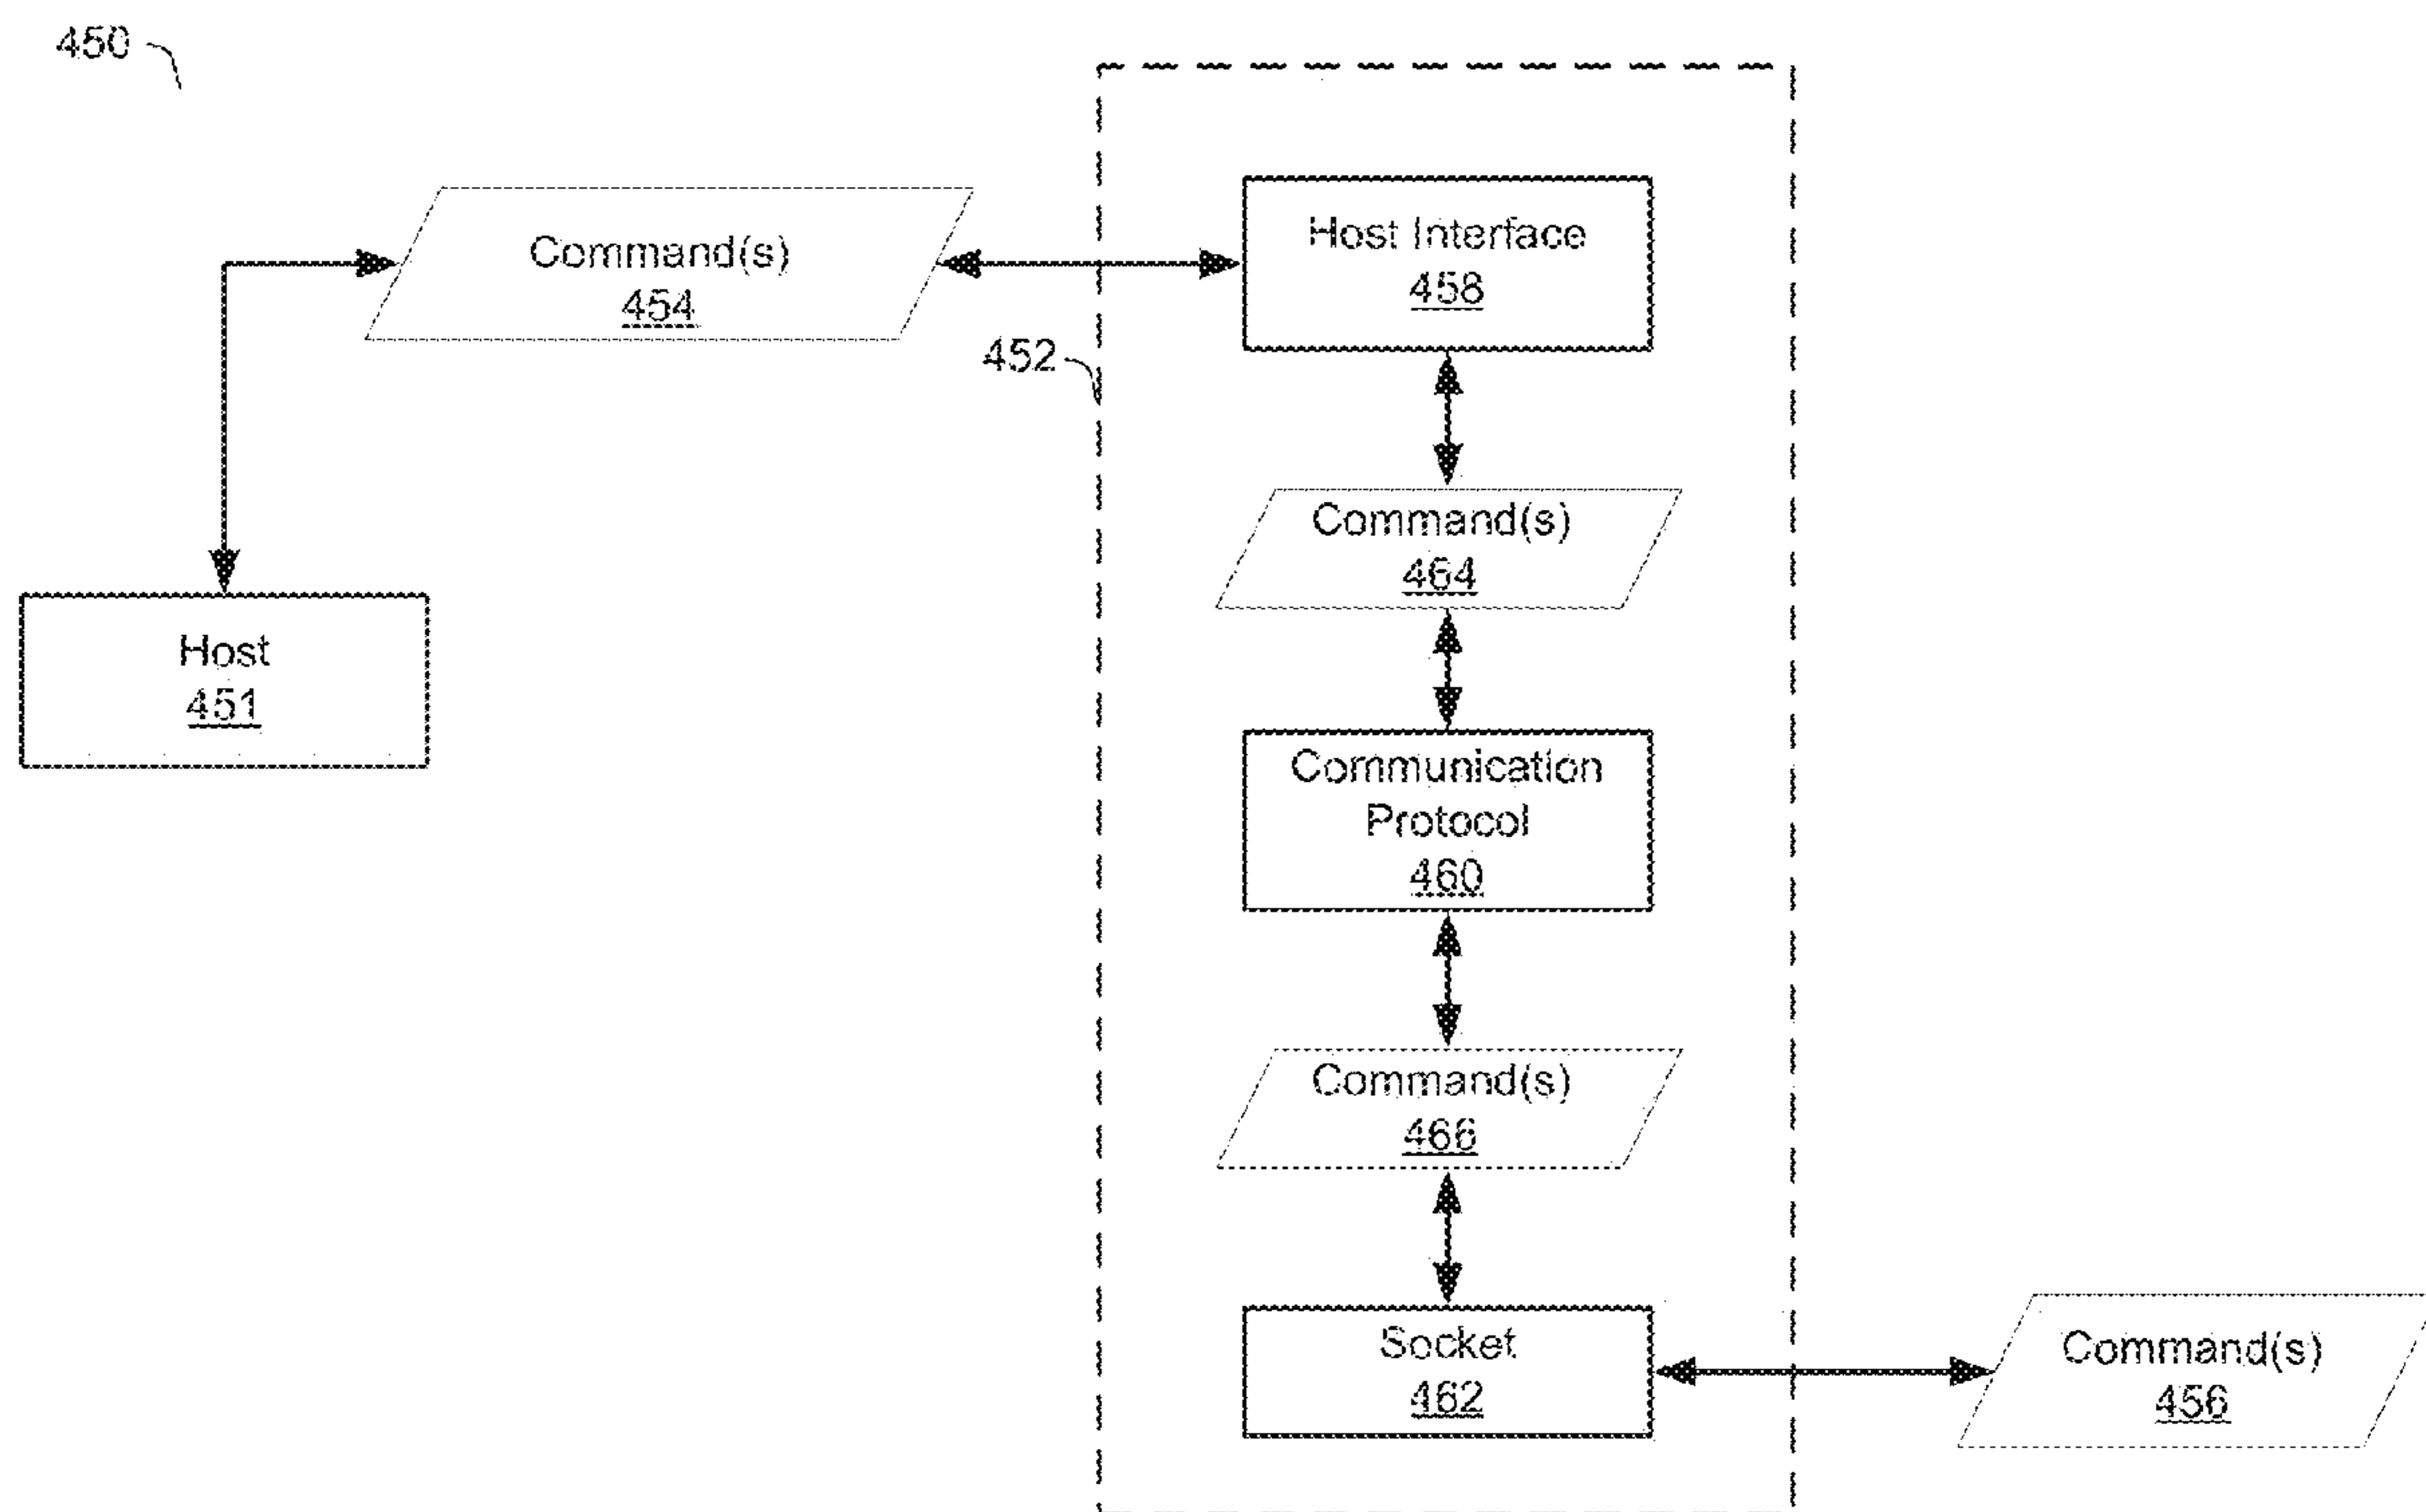 450
Command(s)
454
Host Interface
458
452
Command(s)
464
Host
451
Communication
Protocol
460
Command(s)
466
Socket
462
Command(s)
456